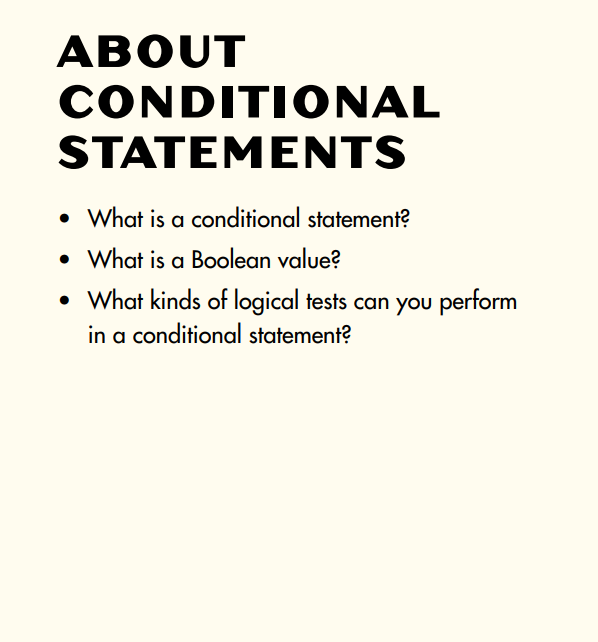 ABOUT
CONDITIONAL
STATEMENTS
• What is a conditional statement?
• What is a Boolean value?
• What kinds of logical tests can you perform
in a conditional statement?